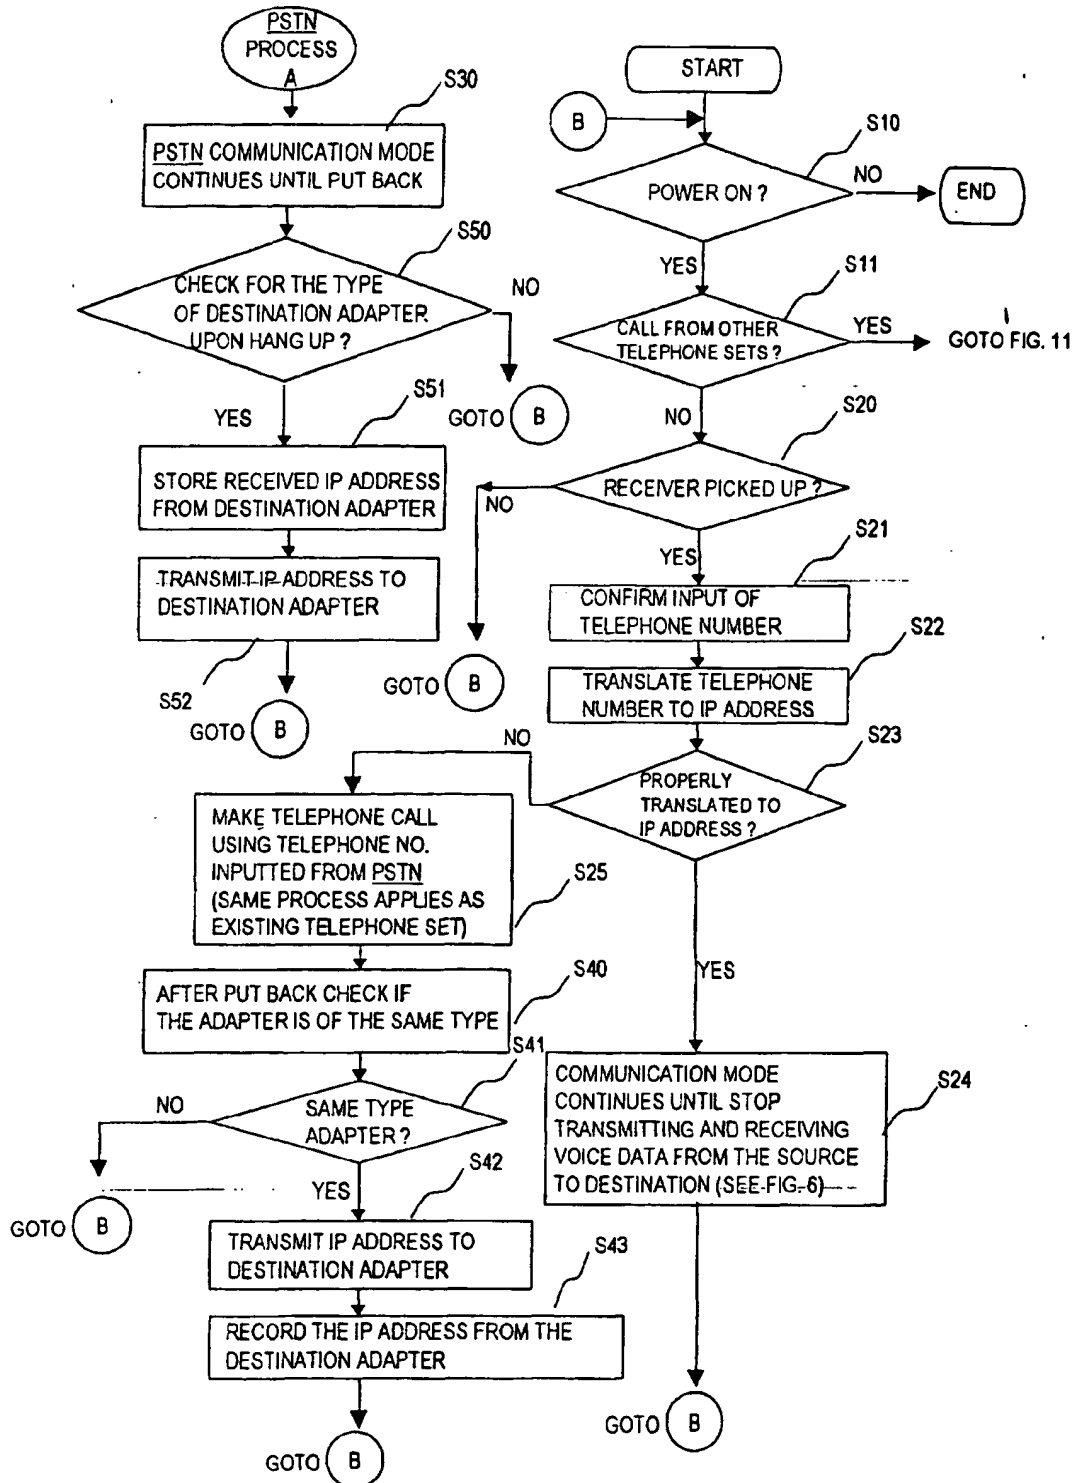 PSTN
PROCESS
A
S30
PSTN COMMUNICATION MODE
CONTINUES UNTIL PUT BACK
S50
CHECK FOR THE TYPE
OF DESTINATION ADAPTER
UPON HANG UP ?
NO
GOTO B
YES
S51
STORE RECEIVED IP ADDRESS
FROM DESTINATION ADAPTER
TRANSMIT IP ADDRESS TO
DESTINATION ADAPTER
S52
GOTO B
START
B
S10
POWER ON ?
NO
END
YES
S11
CALL FROM OTHER
TELEPHONE SETS ?
YES
GOTO FIG. 11
NO
S20
RECEIVER PICKED UP ?
NO
GOTO B
YES
S21
CONFIRM INPUT OF
TELEPHONE NUMBER
S22
TRANSLATE TELEPHONE
NUMBER TO IP ADDRESS
S23
PROPERLY
TRANSLATED TO
IP ADDRESS ?
NO
MAKE TELEPHONE CALL
USING TELEPHONE NO.
INPUTTED FROM PSTN
(SAME PROCESS APPLIES AS
EXISTING TELEPHONE SET)
S25
AFTER PUT BACK CHECK IF
THE ADAPTER IS OF THE SAME TYPE
S40
S41
SAME TYPE
ADAPTER ?
NO
GOTO B
YES
S42
TRANSMIT IP ADDRESS TO
DESTINATION ADAPTER
S43
RECORD THE IP ADDRESS FROM THE
DESTINATION ADAPTER
GOTO B
YES
COMMUNICATION MODE
CONTINUES UNTIL STOP
TRANSMITTING AND RECEIVING
VOICE DATA FROM THE SOURCE
TO DESTINATION (SEE FIG. 6)
S24
GOTO B